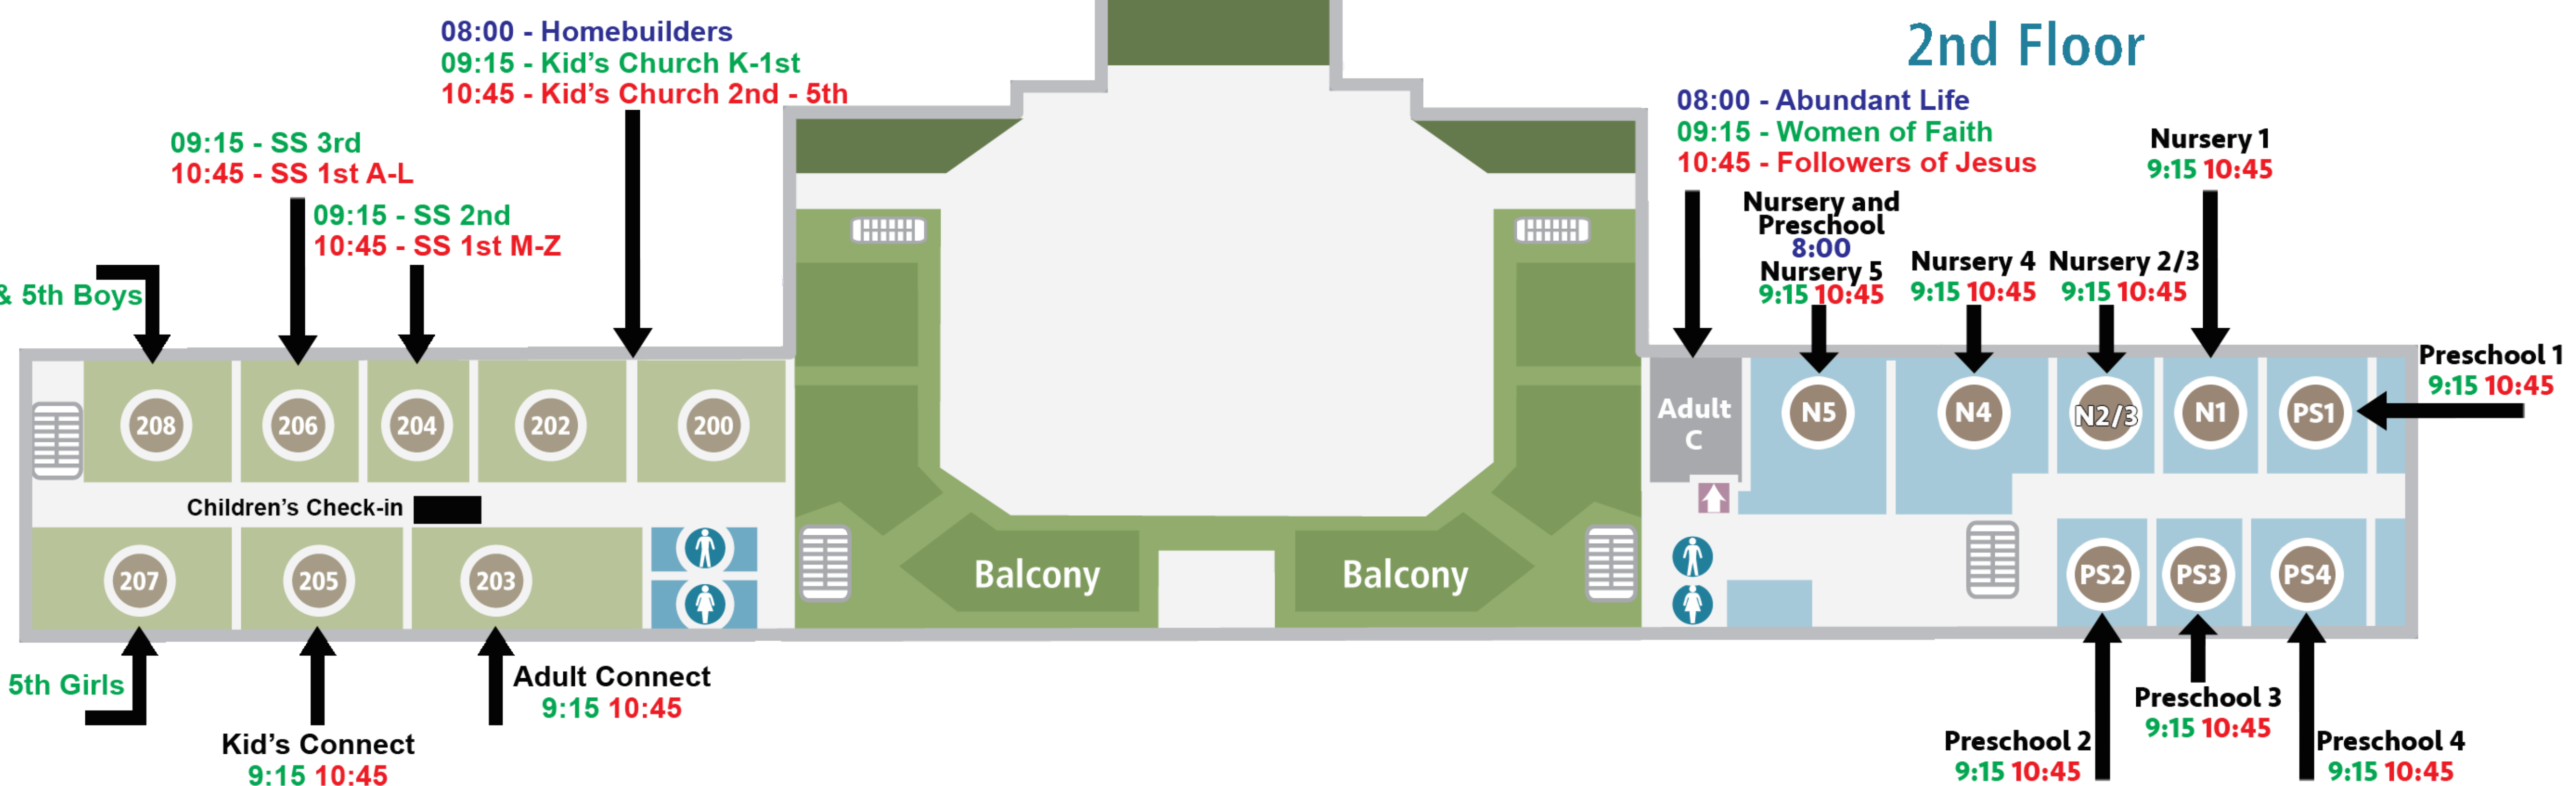 2nd Floor
08:00 - Homebuilders
09:15 - Kid's Church K-1st
10:45 - Kid's Church 2nd - 5th
09:15 - SS 3rd
10:45 - SS 1st A-L
09:15 - SS 2nd
10:45 - SS 1st M-Z
& 5th Boys
08:00 - Abundant Life
09:15 - Women of Faith
10:45 - Followers of Jesus
Nursery and
Preschool
8:00
Nursery 5
9:15 10:45
Nursery 4
9:15 10:45
Nursery 2/3
9:15 10:45
Nursery 1
9:15 10:45
Preschool 1
9:15 10:45
208
206
204
202
200
Adult
C
N5
N4
N2/3
N1
PS1
Children's Check-in
207
205
203
Balcony
Balcony
PS2
PS3
PS4
5th Girls
Kid's Connect
9:15 10:45
Adult Connect
9:15 10:45
Preschool 2
9:15 10:45
Preschool 3
9:15 10:45
Preschool 4
9:15 10:45